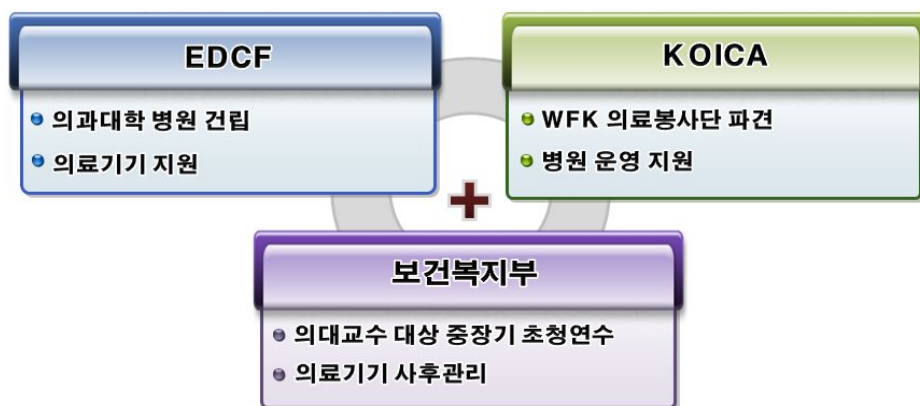 EDCF
의과대학 병원 건립
의료기기 지원
KOICA
WFK 의료봉사단 파견
병원 운영 지원
+
보건복지부
의대교수 대상 중장기 초청연수
의료기기 사후관리